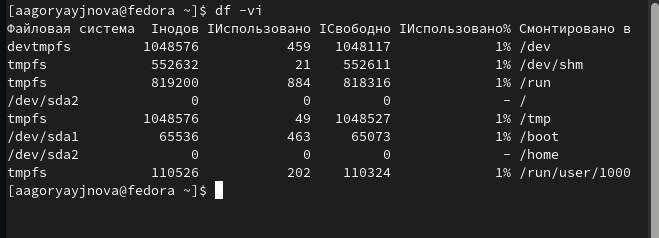 [aagoryayjnova@fedora ~]$ df -vi
Файловая система Iнодов IИспользовано IСвободно IИспользовано% Cмонтировано в
devtmpfs 1048576 459 1048117 1% /dev
tmpfs 552632 21 552611 1% /dev/shm
tmpfs 819200 884 818316 1% /run
/dev/sda2 0 0 0 - /
tmpfs 1048576 49 1048527 1% /tmp
/dev/sda1 65536 463 65073 1% /boot
/dev/sda2 0 0 0 - /home
tmpfs 110526 202 110324 1% /run/user/1000
[aagoryayjnova@fedora ~]$